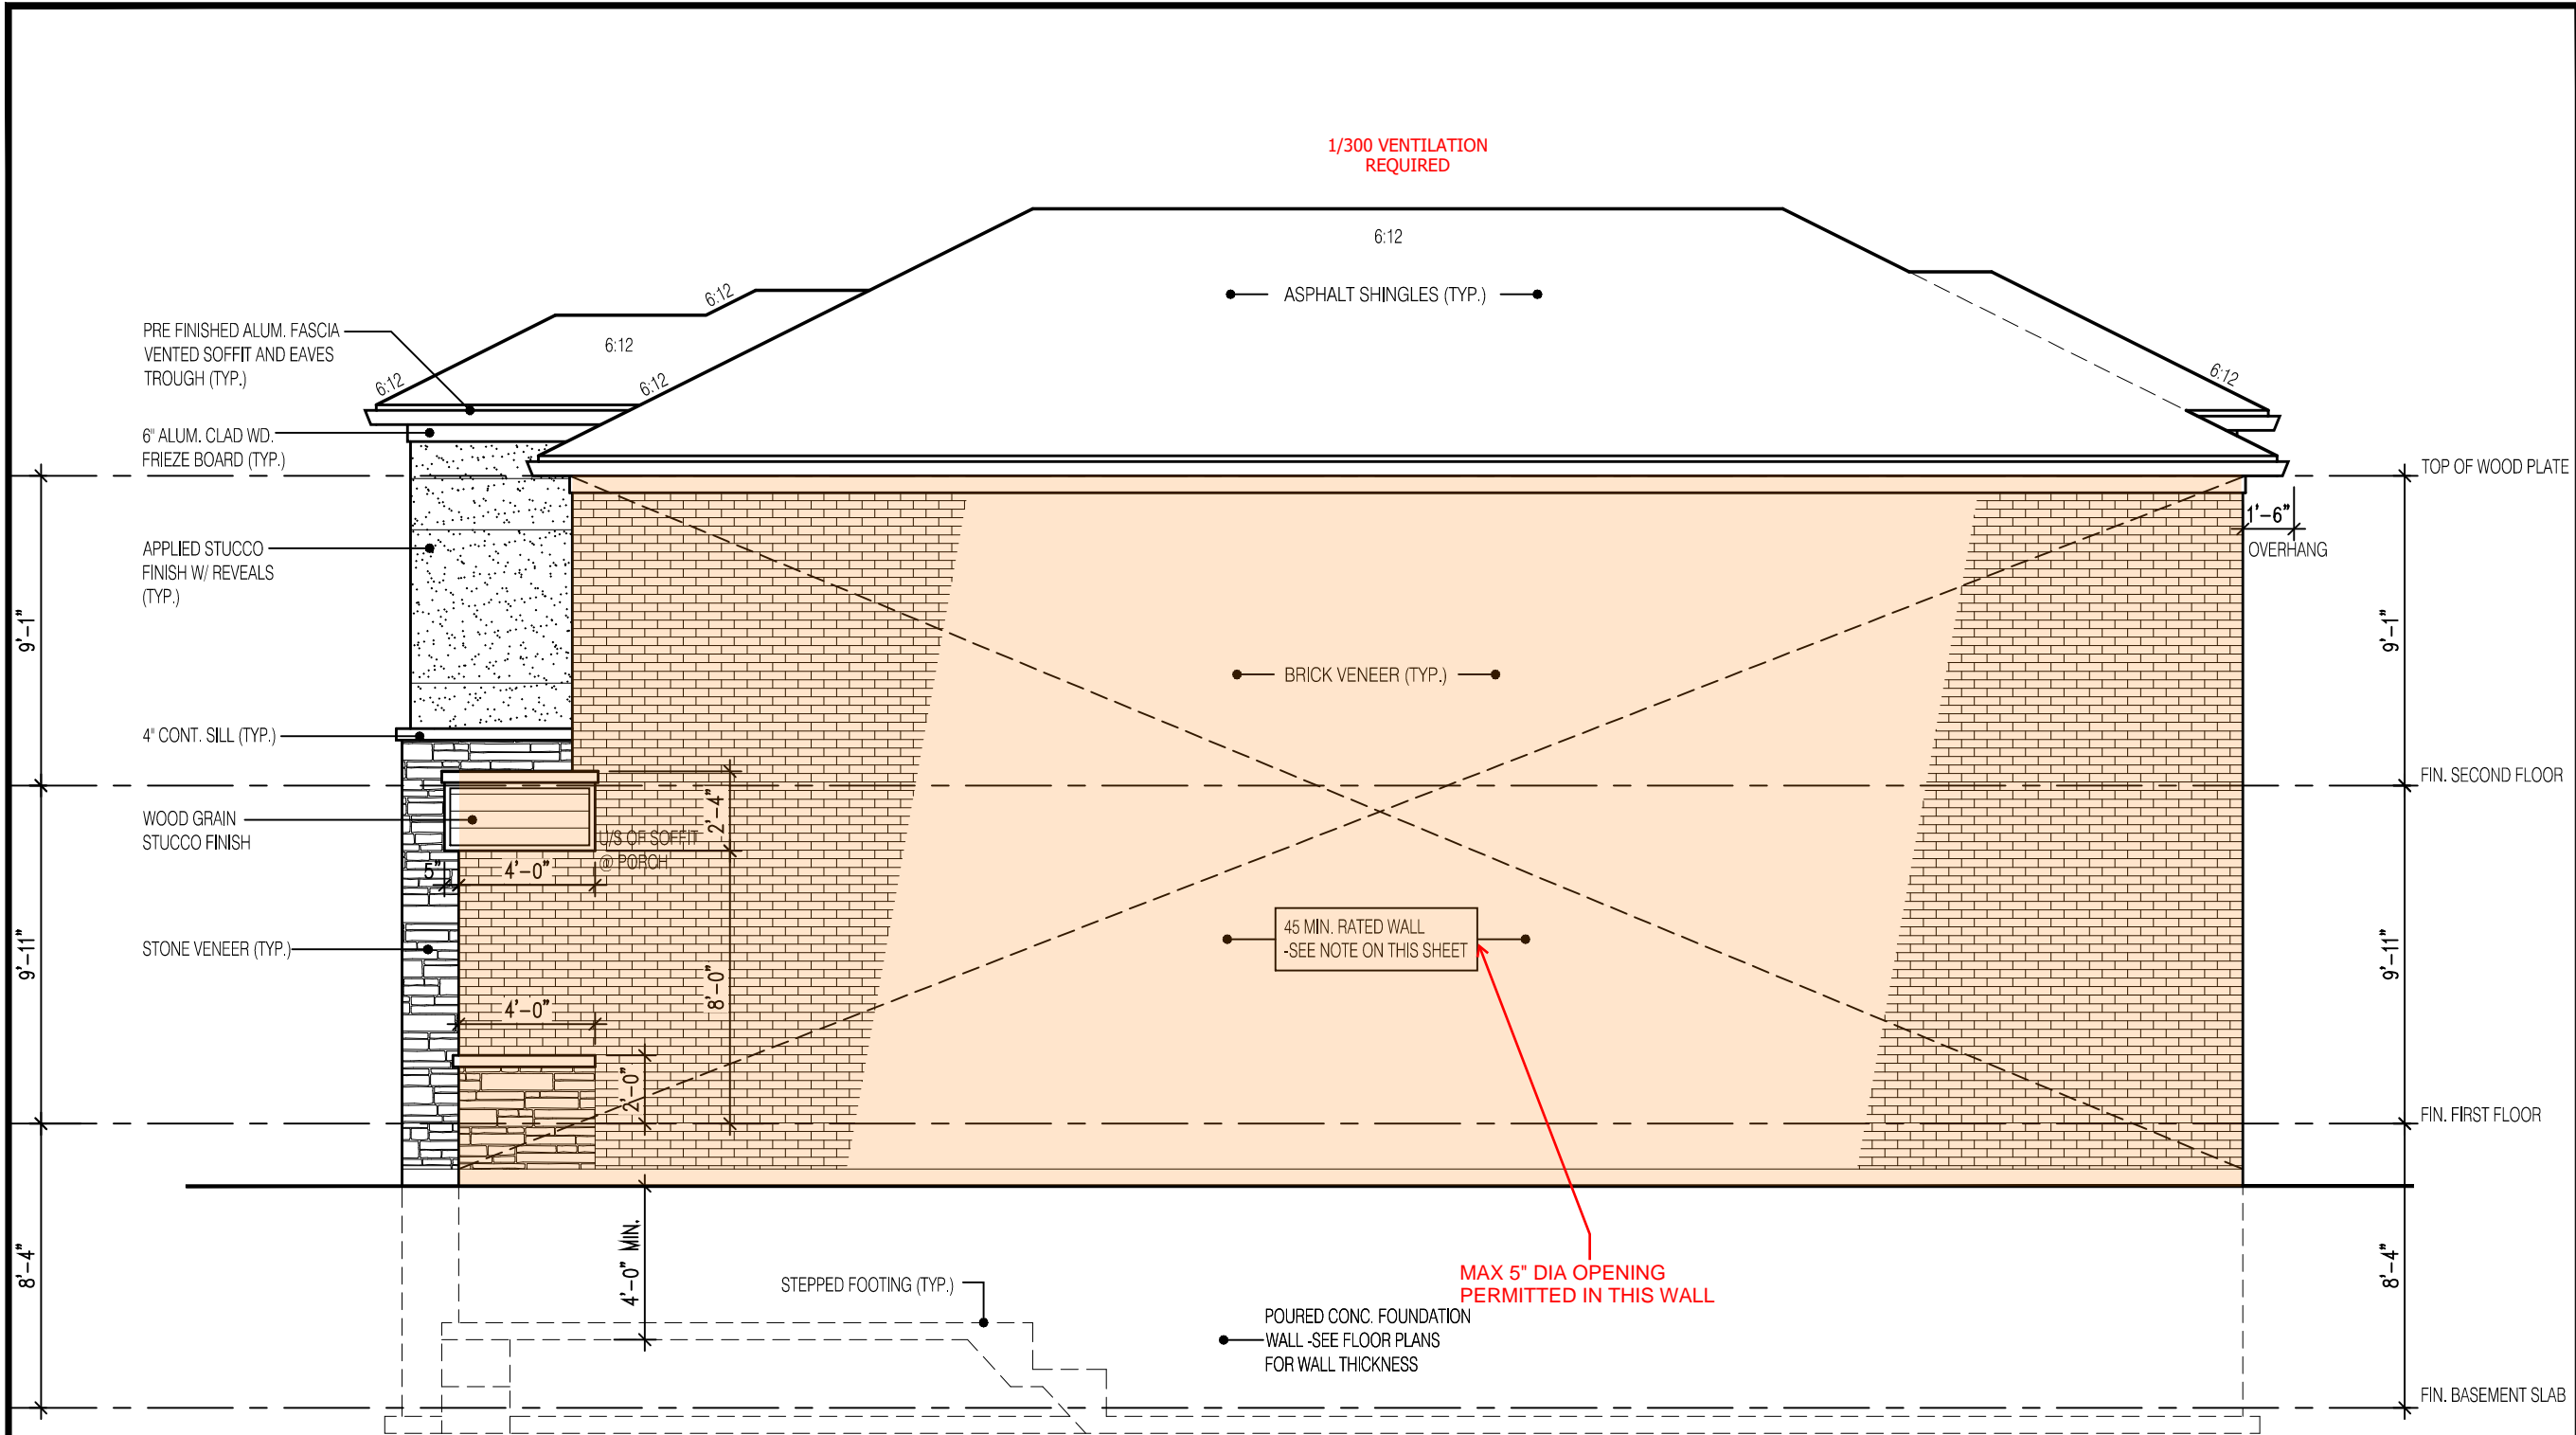 1/300 VENTILATION
REQUIRED
6:12
ASPHALT SHINGLES (TYP.)
6:12
6:12
6:12
6:12
6:12
PRE FINISHED ALUM. FASCIA
VENTED SOFFIT AND EAVES
TROUGH (TYP.)
6" ALUM. CLAD WD.
FRIEZE BOARD (TYP.)
TOP OF WOOD PLATE
1'-6"
OVERHANG
APPLIED STUCCO
FINISH W/ REVEALS
(TYP.)
9'-1"
9'-1"
BRICK VENEER (TYP.)
4" CONT. SILL (TYP.)
FIN. SECOND FLOOR
WOOD GRAIN
STUCCO FINISH
2'-4"
U/S OF SOFFIT
@ PORCH
5"
4'-0"
9'-11"
STONE VENEER (TYP.)
45 MIN. RATED WALL
-SEE NOTE ON THIS SHEET
9'-11"
8'-0"
4'-0"
2'-0"
FIN. FIRST FLOOR
8'-4"
4'-0" MIN.
STEPPED FOOTING (TYP.)
MAX 5" DIA OPENING
PERMITTED IN THIS WALL
8'-4"
POURED CONC. FOUNDATION
WALL -SEE FLOOR PLANS
FOR WALL THICKNESS
FIN. BASEMENT SLAB